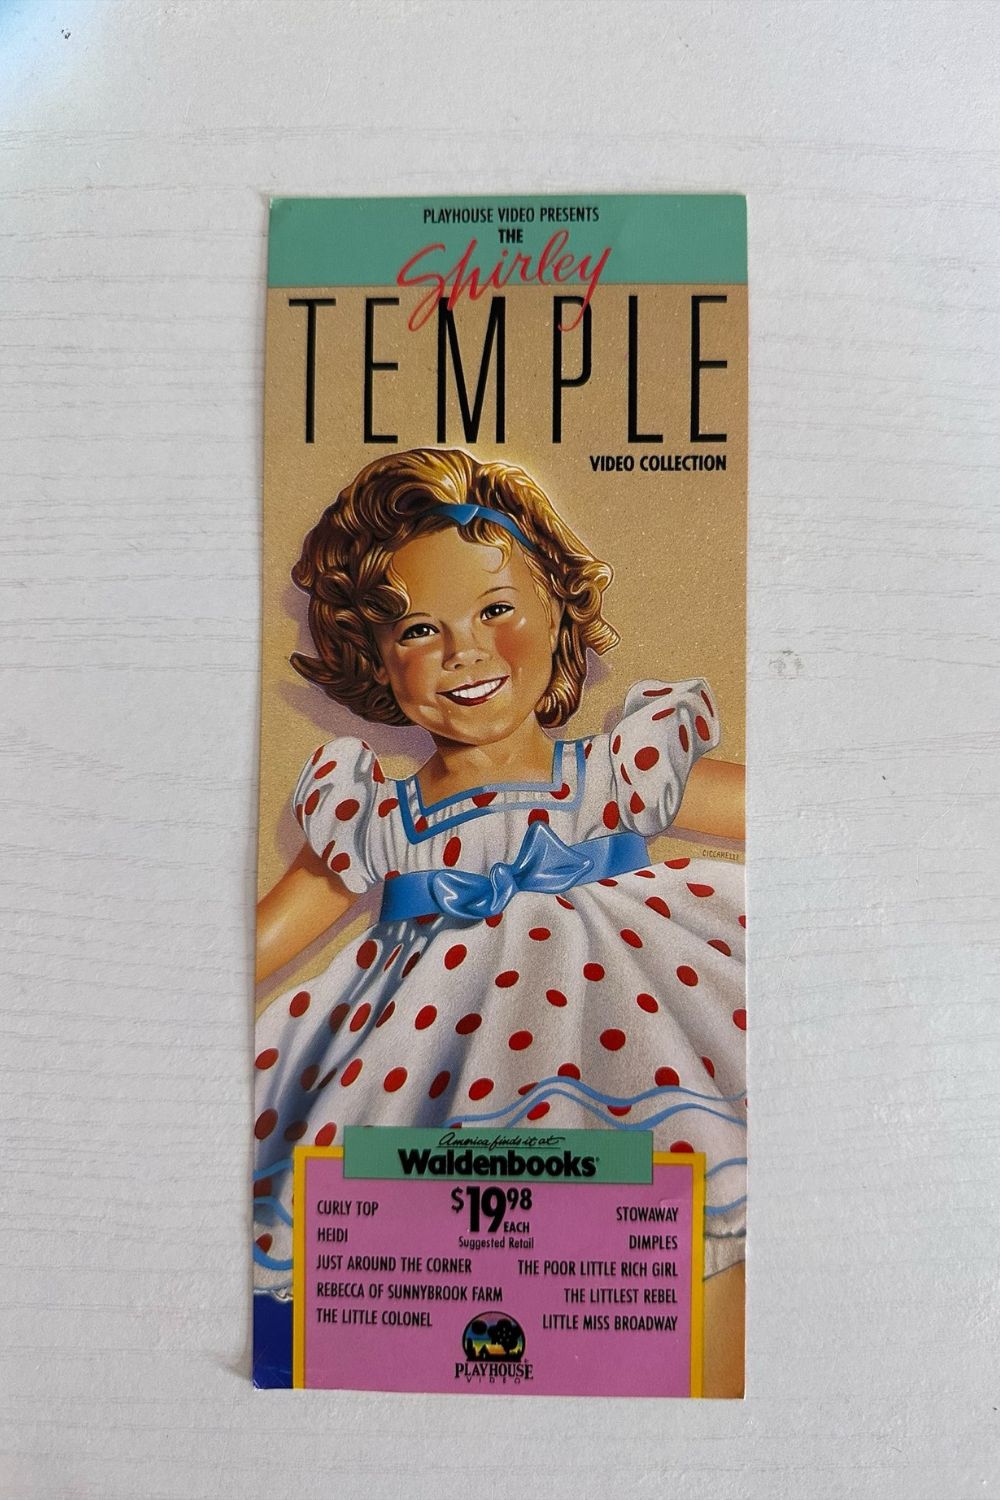 PLAYHOUSE VIDEO PRESENTS
THE
Shirley
TEMPLE
VIDEO COLLECTION
CICCARELLI
America finds it at
Waldenbooks
$19.98
EACH
Suggested Retail
CURLY TOP
HEIDI
JUST AROUND THE CORNER
REBECCA OF SUNNYBROOK FARM
THE LITTLE COLONEL
STOWAWAY
DIMPLES
THE POOR LITTLE RICH GIRL
THE LITTLEST REBEL
LITTLE MISS BROADWAY
PLAYHOUSE
VIDEO